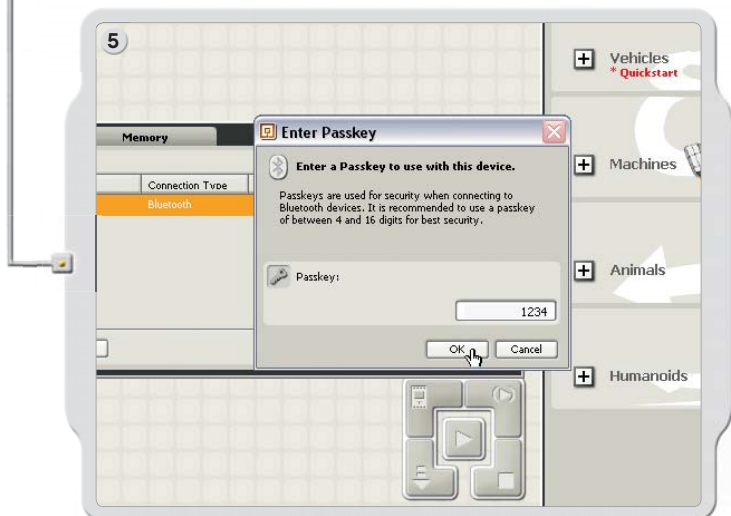 5
Vehicles
* Quickstart
Memory
Enter Passkey
Enter a Passkey to use with this device.
Machines
Connection Type
Bluetooth
Passkeys are used for security when connecting to
Bluetooth devices. It is recommended to use a passkey
of between 4 and 16 digits for best security.
Animals
Passkey:
1234
OK
Cancel
Humanoids